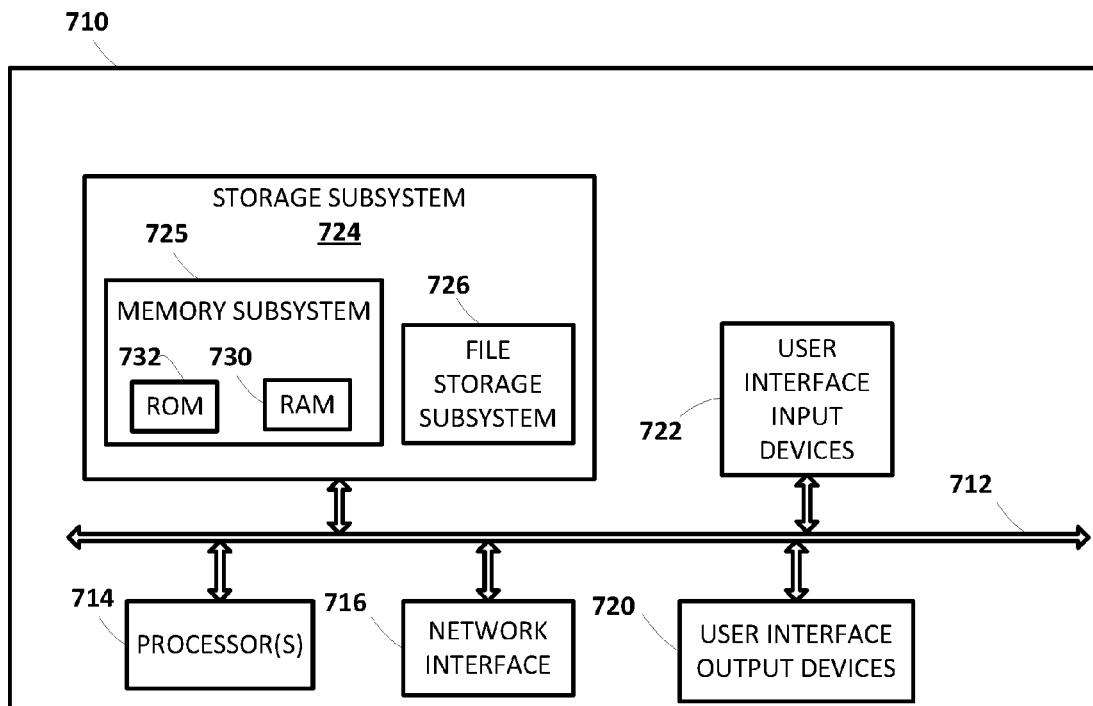 710
STORAGE SUBSYSTEM
724
725
MEMORY SUBSYSTEM
732
730
ROM
RAM
726
FILE
STORAGE
SUBSYSTEM
USER
INTERFACE
INPUT
DEVICES
722
712
714
PROCESSOR(S)
716
NETWORK
INTERFACE
720
USER INTERFACE
OUTPUT DEVICES